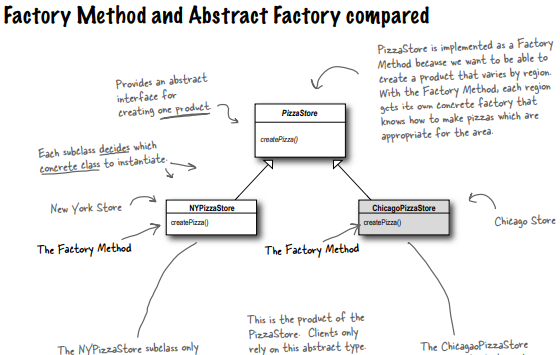 Factory Method and Abstract Factory compared
PizzaStore is implemented as a Factory
Method because we want to be able to
create a product that varies by region.
With the Factory Method, each region
gets its own concrete factory that
knows how to make pizzas which are
appropriate for the area.
Provides an abstract
interface for
creating one product
PizzaStore
createPizza()
Each subclass decides which
concrete class to instantiate.
New York Store
NYPizzaStore
createPizza()
ChicagoPizzaStore
createPizza()
Chicago Store
The Factory Method
The Factory Method
This is the product of the
PizzaStore. Clients only
rely on this abstract type.
The NYPizzaStore subclass only
The ChicagaoPizzaStore